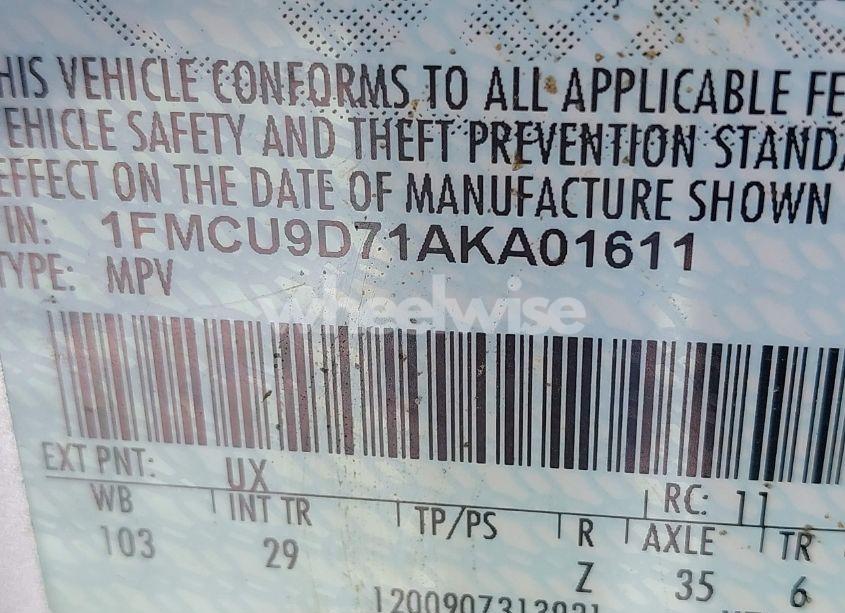 HIS VEHICLE CONFORMS TO ALL APPLICABLE FE
EHICLE SAFETY AND THEFT PREVENTION STANDA
EFFECT ON THE DATE OF MANUFACTURE SHOWN
IN: 1FMCU9D71AKA01611
TYPE: MPV
wheelwise
EXT PNT: UX RC: 11
WB INT TR TP/PS R AXLE TR
103 29 Z 35 6
1200907313021